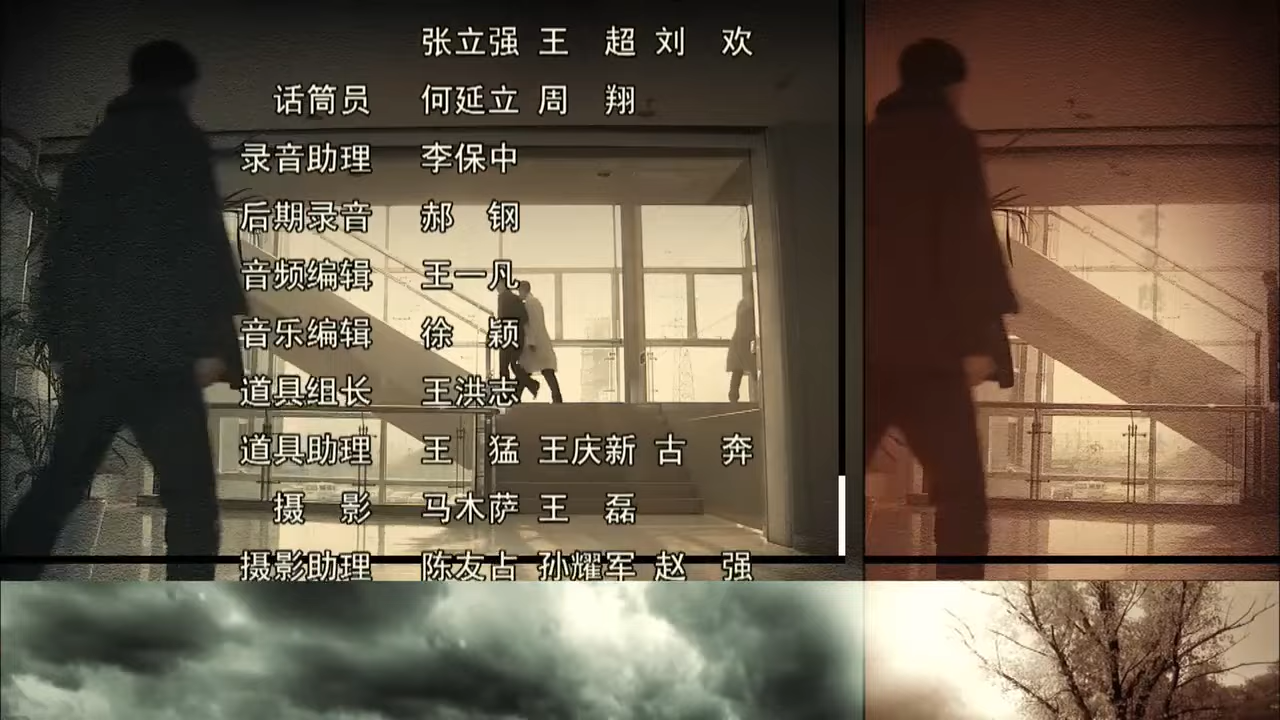 张立强 王 超 刘 欢
话筒员 何延立 周 翔
录音助理 李保中
后期录音 郝 钢
音频编辑 王一凡
音乐编辑 徐 颖
道具组长 王洪志
道具助理 王 猛 王庆新 古 奔
摄 影 马木萨 王 磊
摄影助理 陈友占 孙耀军 赵 强